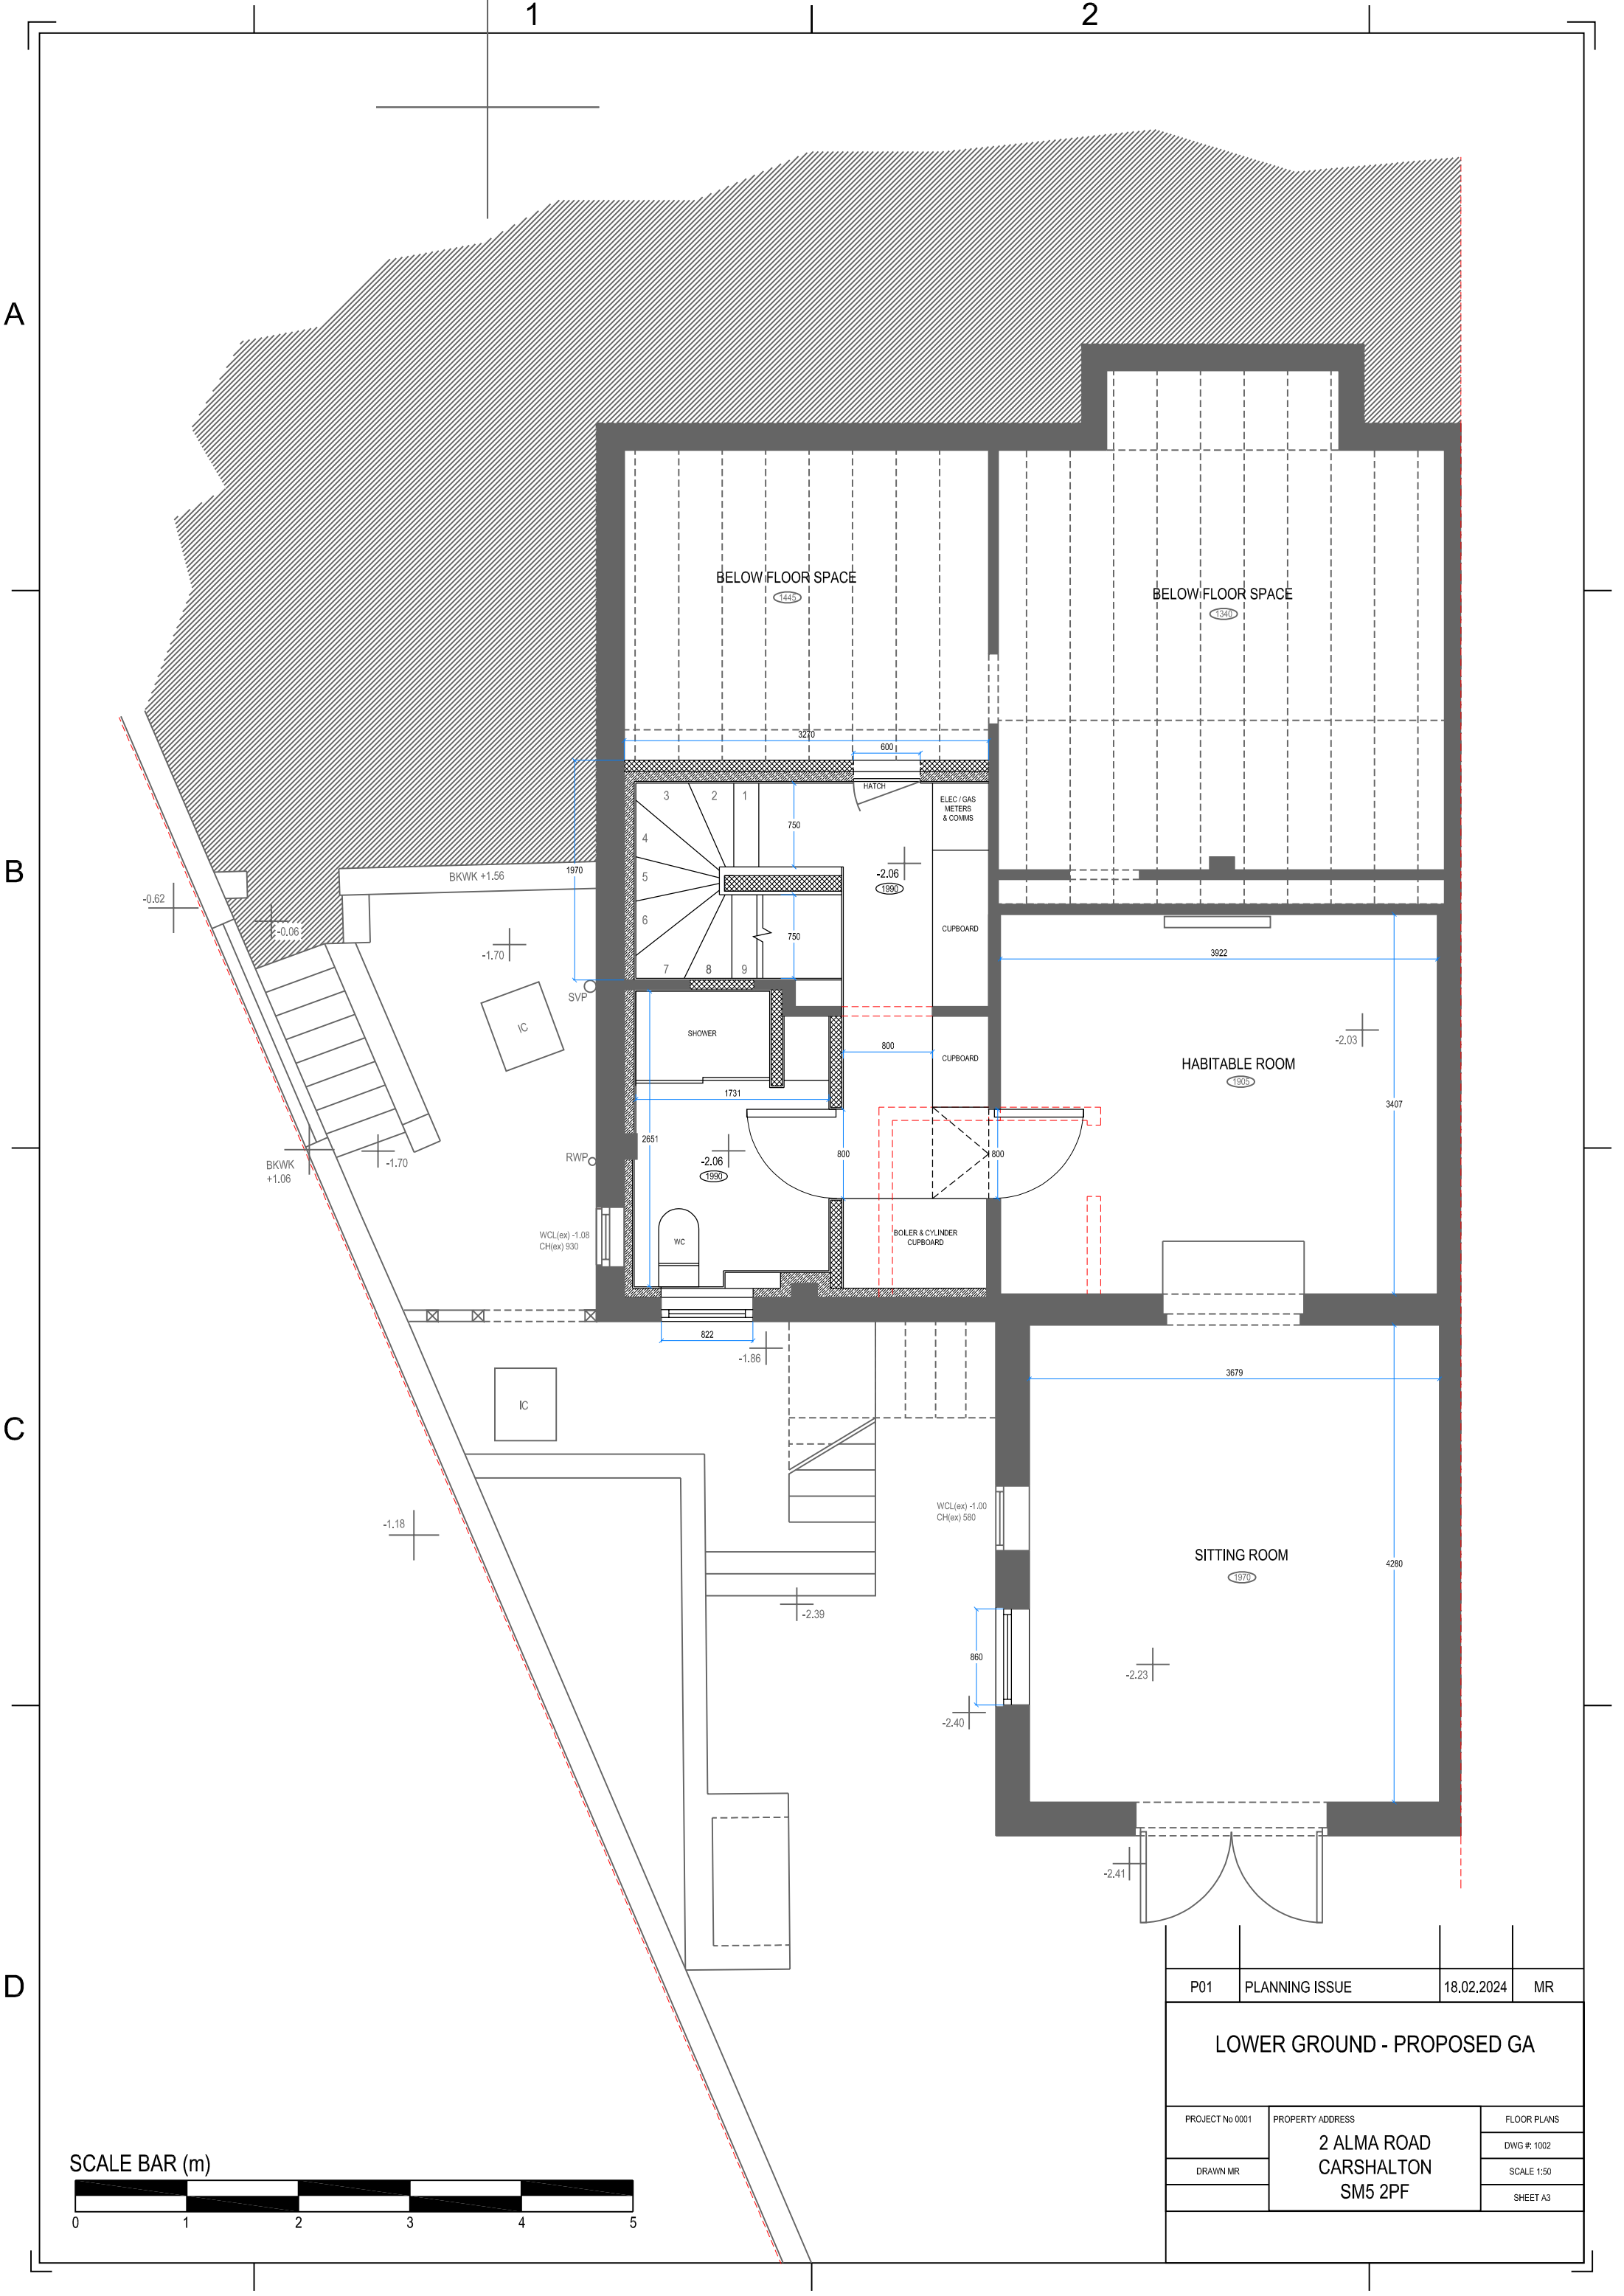 1
2
A
B
C
D
BELOW FLOOR SPACE
1445
BELOW FLOOR SPACE
1340
3270
600
HATCH
ELEC / GAS
METERS
& COMMS
3
2
1
4
5
6
7
8
9
750
750
1970
-2.06
1990
CUPBOARD
BKWK +1.56
-0.62
-0.06
-1.70
SVP
IC
SHOWER
3922
-2.03
HABITABLE ROOM
1905
3407
800
CUPBOARD
1731
2651
-2.06
1990
800
800
RWP
BKWK
+1.06
-1.70
WCL(ex) -1.08
CH(ex) 930
WC
BOILER & CYLINDER
CUPBOARD
822
-1.86
3679
IC
-1.18
WCL(ex) -1.00
CH(ex) 580
SITTING ROOM
1970
4280
-2.39
860
-2.23
-2.40
-2.41
P01 PLANNING ISSUE 18.02.2024 MR
LOWER GROUND - PROPOSED GA
PROJECT No 0001
PROPERTY ADDRESS
2 ALMA ROAD
CARSHALTON
SM5 2PF
FLOOR PLANS
DWG #: 1002
DRAWN MR
SCALE 1:50
SHEET A3
SCALE BAR (m)
0 1 2 3 4 5